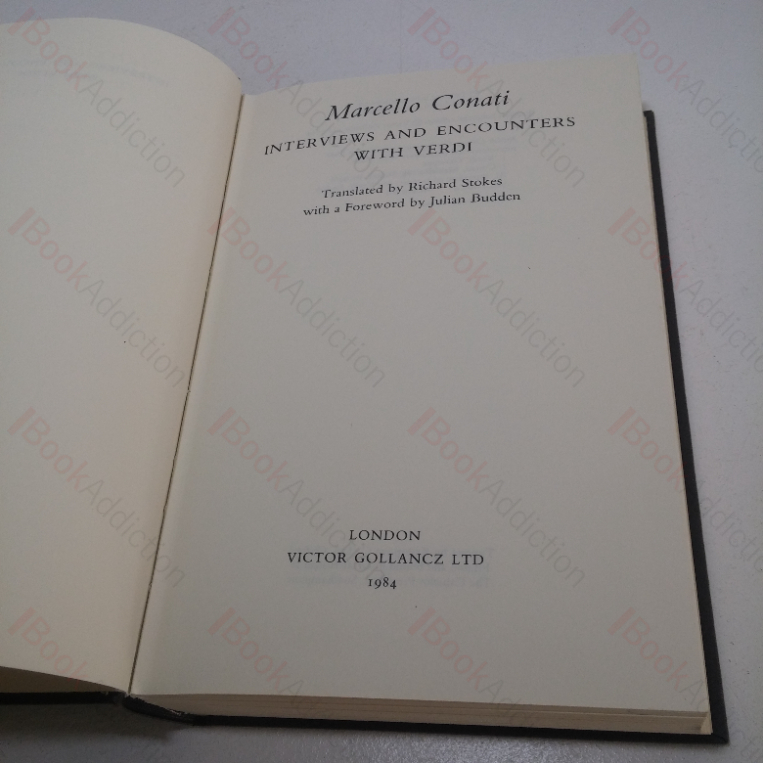 Marcello Conati
INTERVIEWS AND ENCOUNTERS
WITH VERDI
Translated by Richard Stokes
with a Foreword by Julian Budden
LONDON
VICTOR GOLLANCZ LTD
1984
BookAddiction